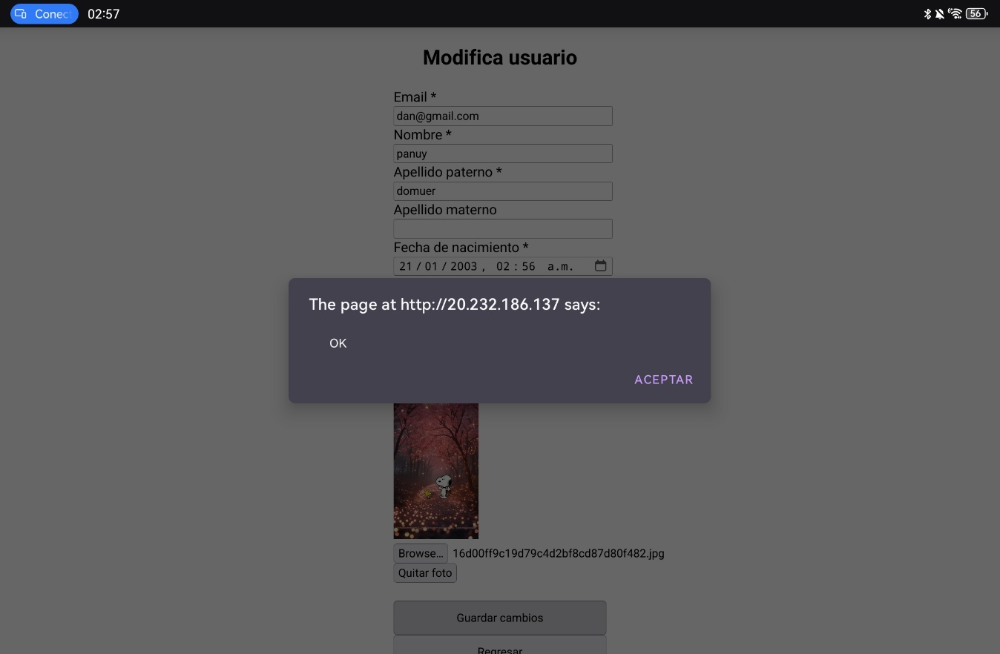 Conec
02:57
56
Modifica usuario
Email *
dan@gmail.com
Nombre *
panuy
Apellido paterno *
domuer
Apellido materno
Fecha de nacimiento *
21/01/2003, 02:56 a.m.
The page at http://20.232.186.137 says:
OK
ACEPTAR
Browse... 16d00ff9c19d79c4d2bf8cd87d80f482.jpg
Quitar foto
Guardar cambios
Regresar